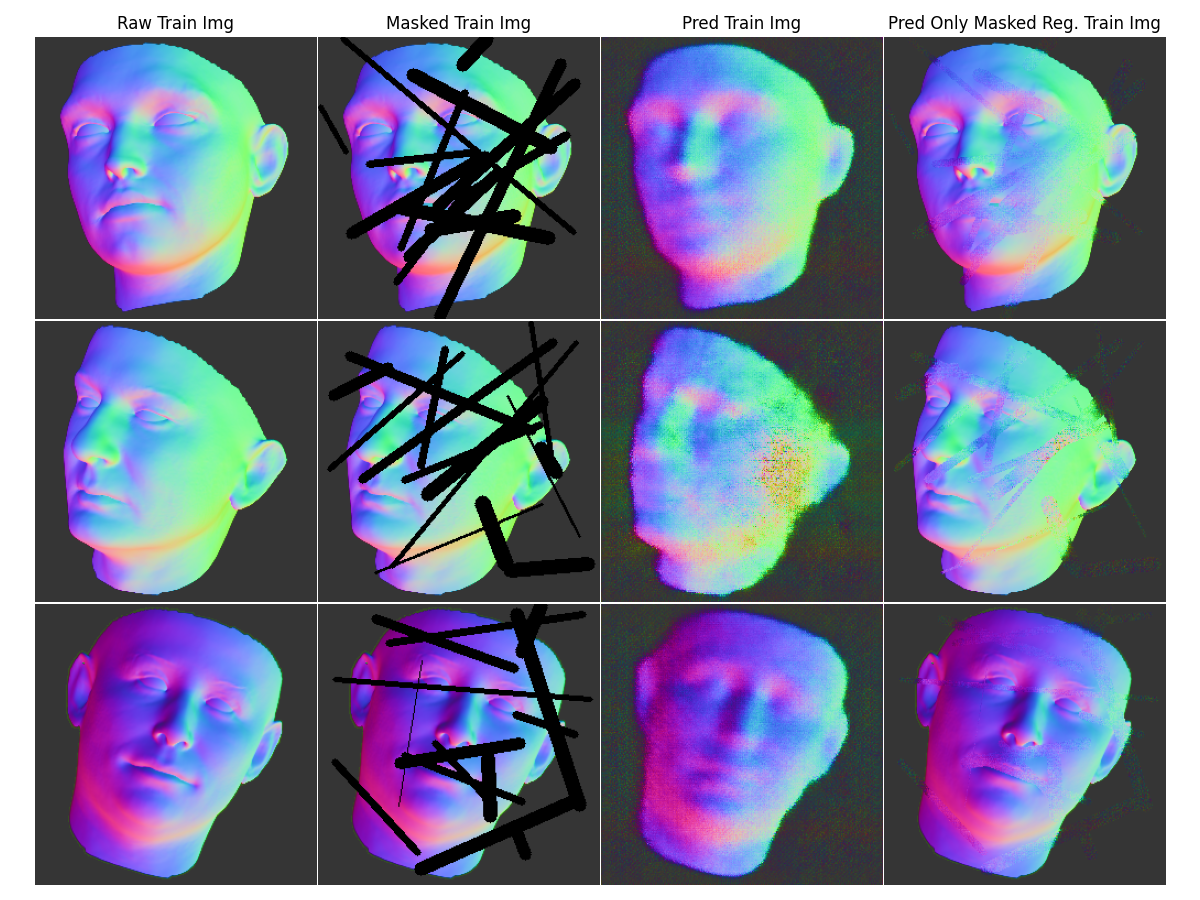 Raw Train Img
Masked Train Img
Pred Train Img
Pred Only Masked Reg. Train Img